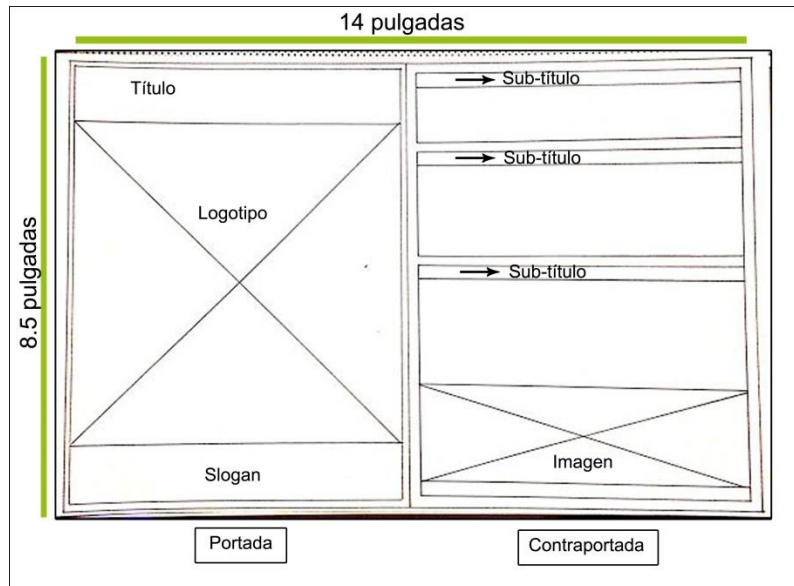 14 pulgadas
8.5 pulgadas
Título
Logotipo
Slogan
Sub-título
Sub-título
Sub-título
Imagen
Portada
Contraportada